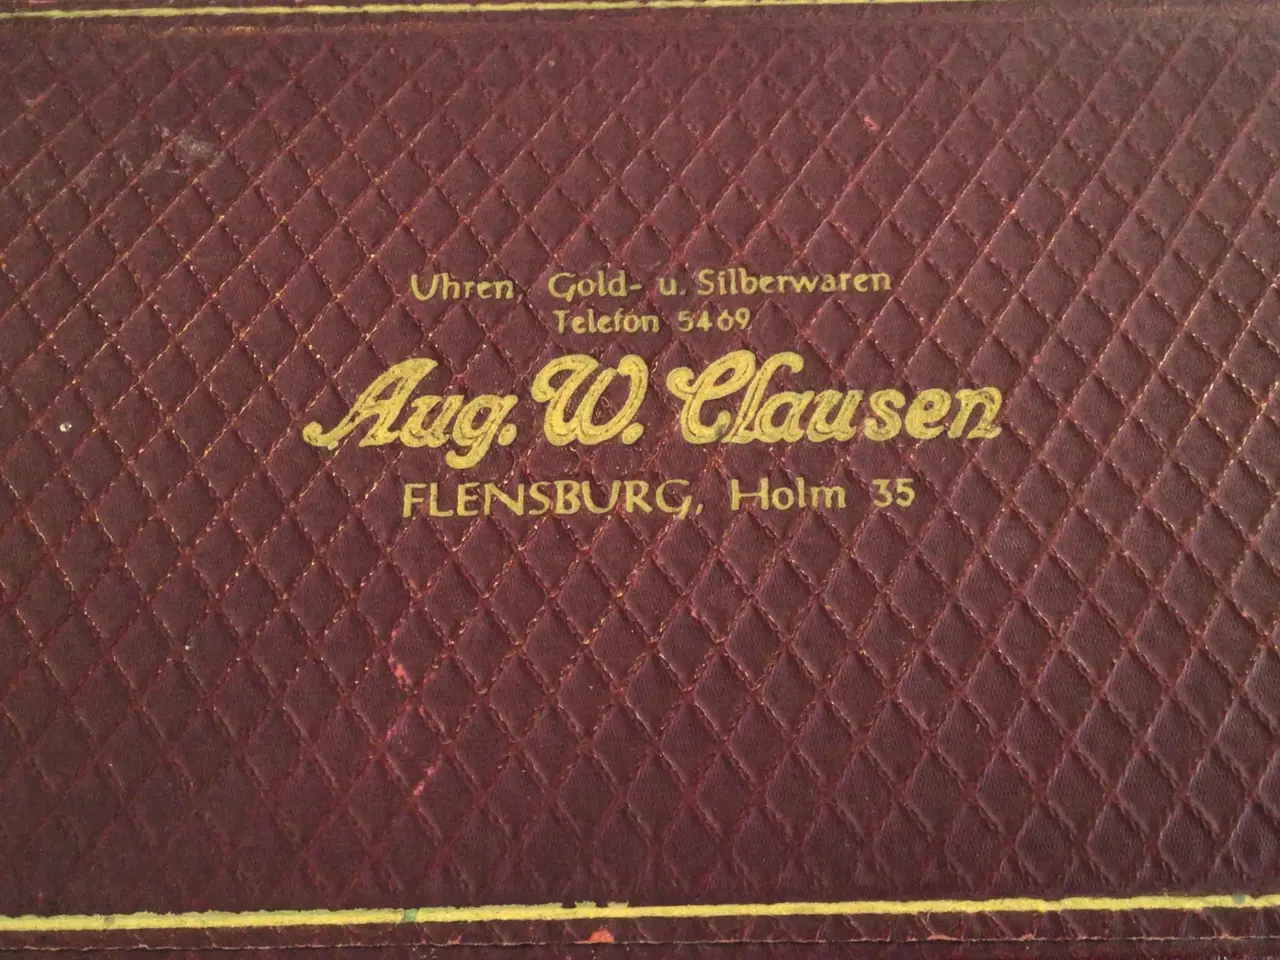 Uhren, Gold- u. Silberwaren
Telefon 5469
Aug. W. Clausen
FLENSBURG, Holm 35